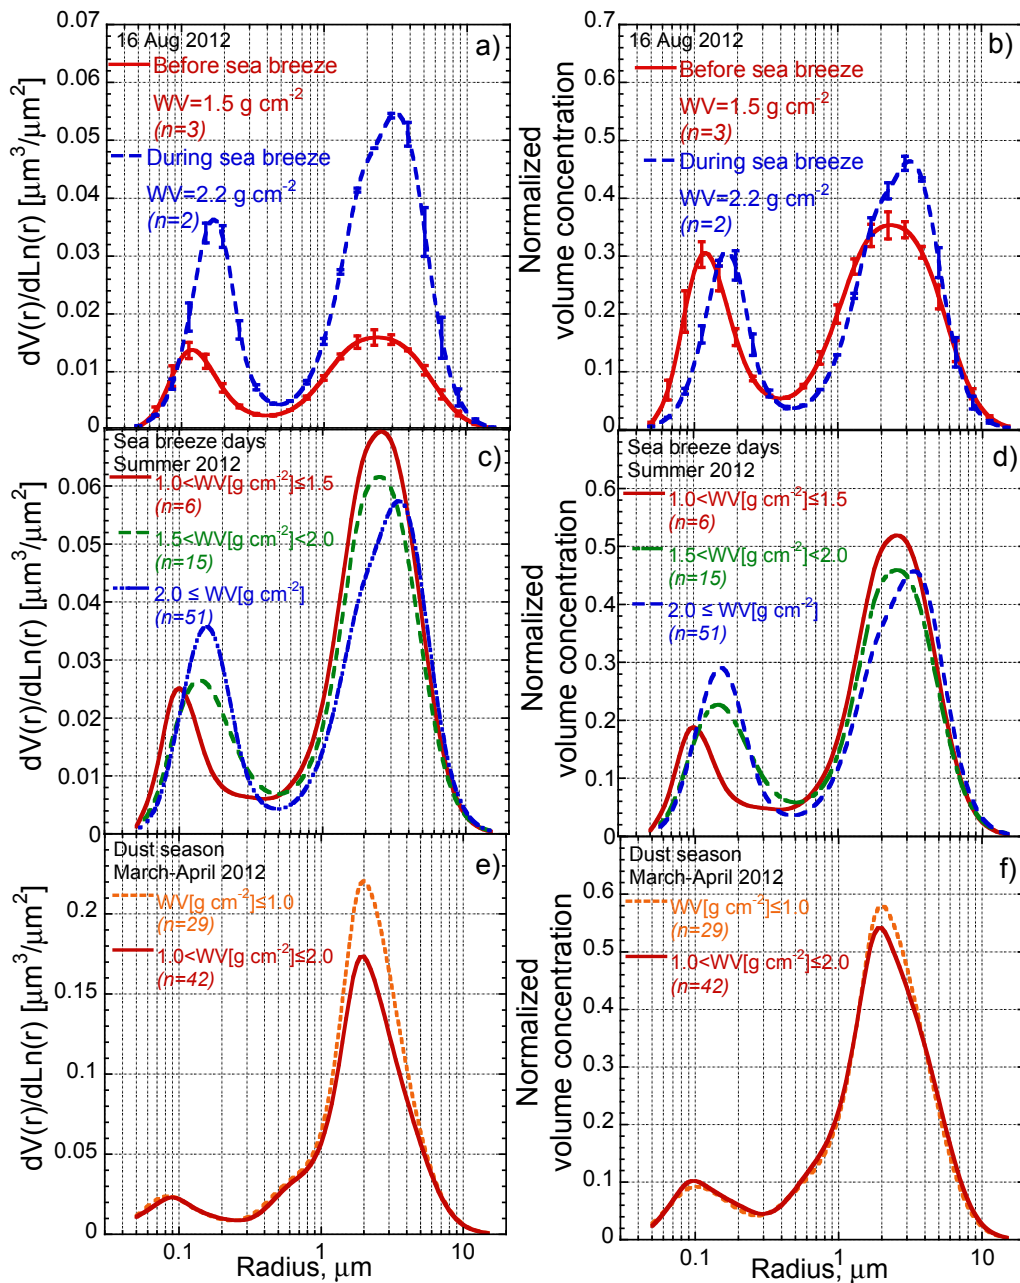 0.07
0.06
0.05
0.04
0.03
0.02
0.01
0
dV(r)/dLn(r) [µm³/µm²]
16 Aug 2012
a)
Before sea breeze
WV=1.5 g cm⁻²
(n=3)
During sea breeze
WV=2.2 g cm⁻²
(n=2)
0.7
0.6
0.5
0.4
0.3
0.2
0.1
0
Normalized
volume concentration
16 Aug 2012
b)
Before sea breeze
WV=1.5 g cm⁻²
(n=3)
During sea breeze
WV=2.2 g cm⁻²
(n=2)
0.06
0.05
0.04
0.03
0.02
0.01
0
dV(r)/dLn(r) [µm³/µm²]
Sea breeze days
Summer 2012
c)
1.0<WV[g cm⁻²]≤1.5
(n=6)
1.5<WV[g cm⁻²]<2.0
(n=15)
2.0 ≤ WV[g cm⁻²]
(n=51)
0.6
0.5
0.4
0.3
0.2
0.1
0
Normalized
volume concentration
Sea breeze days
Summer 2012
d)
1.0<WV[g cm⁻²]≤1.5
(n=6)
1.5<WV[g cm⁻²]<2.0
(n=15)
2.0 ≤ WV[g cm⁻²]
(n=51)
0.2
0.15
0.1
0.05
0
dV(r)/dLn(r) [µm³/µm²]
Dust season
March-April 2012
e)
WV[g cm⁻²]≤1.0
(n=29)
1.0<WV[g cm⁻²]≤2.0
(n=42)
0.1
1
10
Radius, µm
0.6
0.5
0.4
0.3
0.2
0.1
0
Normalized
volume concentration
Dust season
March-April 2012
f)
WV[g cm⁻²]≤1.0
(n=29)
1.0<WV[g cm⁻²]≤2.0
(n=42)
0.1
1
10
Radius, µm